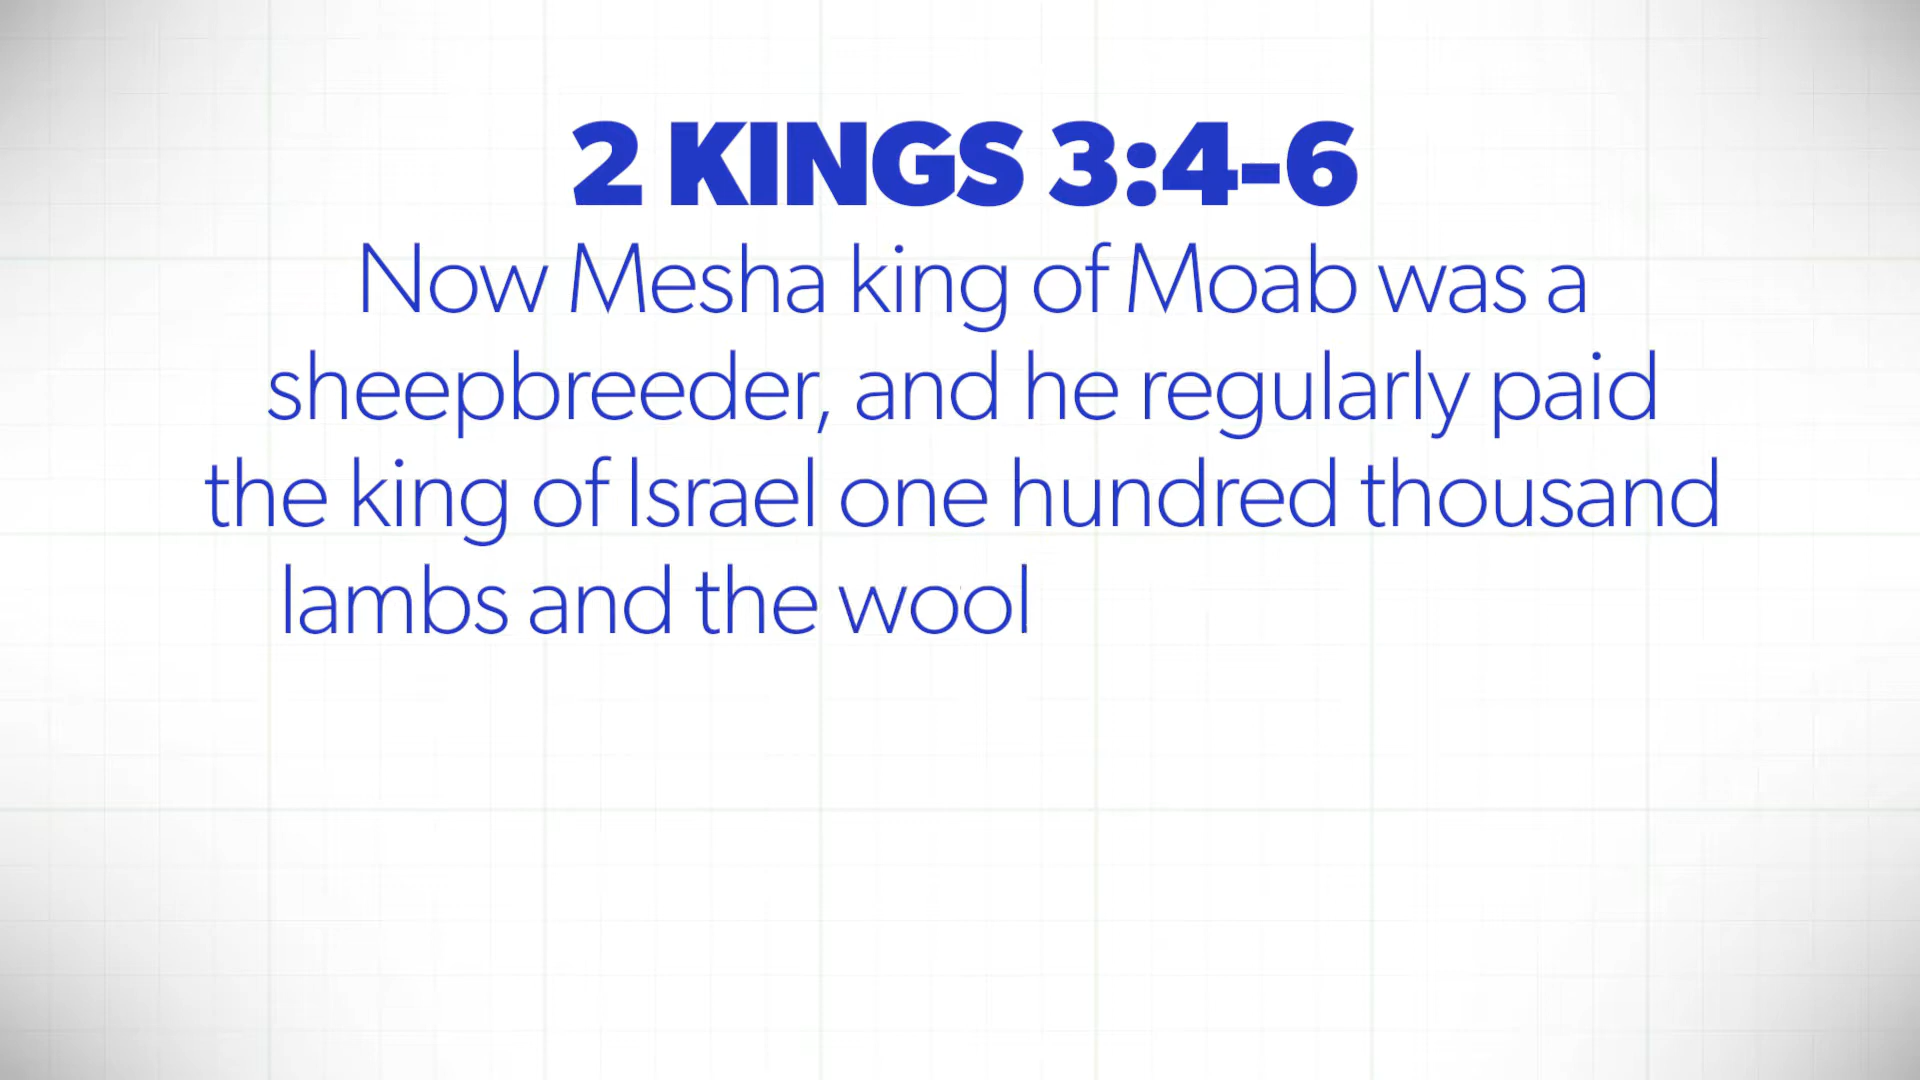 2 KINGS 3:4-6
Now Mesha king of Moab was a
sheepbreeder, and he regularly paid
the king of Israel one hundred thousand
lambs and the wool